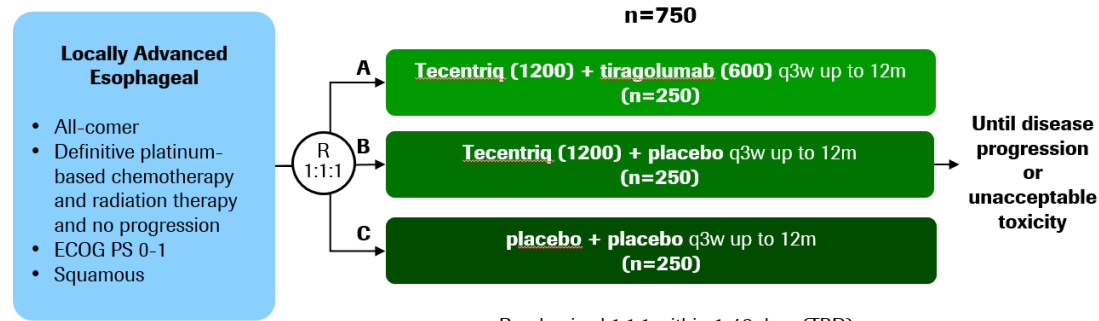 n=750
Locally Advanced
Esophageal
• All-comer
• Definitive platinum-
based chemotherapy
and radiation therapy
and no progression
• ECOG PS 0-1
• Squamous
R
1:1:1
A
Tecentriq (1200) + tiragolumab (600) q3w up to 12m
(n=250)
B
Tecentriq (1200) + placebo q3w up to 12m
(n=250)
C
placebo + placebo q3w up to 12m
(n=250)
Until disease
progression
or
unacceptable
toxicity